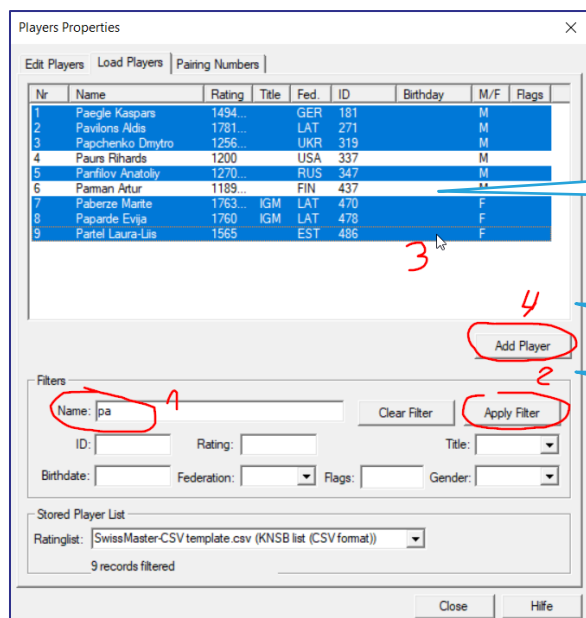 Players Properties
Edit Players Load Players Pairing Numbers
Nr Name Rating Title Fed. ID Birthday M/F Flags
1 Paegle Kaspars 1494... GER 181 M
2 Pavilons Aldis 1781... LAT 271 M
3 Papchenko Dmytro 1256... UKR 319 M
4 Paurs Rihards 1200 USA 337 M
5 Panfilov Anatoliy 1270... RUS 347 M
6 Parman Artur 1189... FIN 437 M
7 Paberze Marite 1763... IGM LAT 470 F
8 Paparde Evija 1760 IGM LAT 478 F
9 Partel Laura-Liis 1565 EST 486 F
3
4
Add Player
2
Filters
Name: pa 1 Clear Filter Apply Filter
ID: Rating: Title:
Birthdate: Federation: Flags: Gender:
Stored Player List
Ratinglist: SwissMaster-CSV template.csv (KNSB list (CSV format))
9 records filtered
Close Hilfe